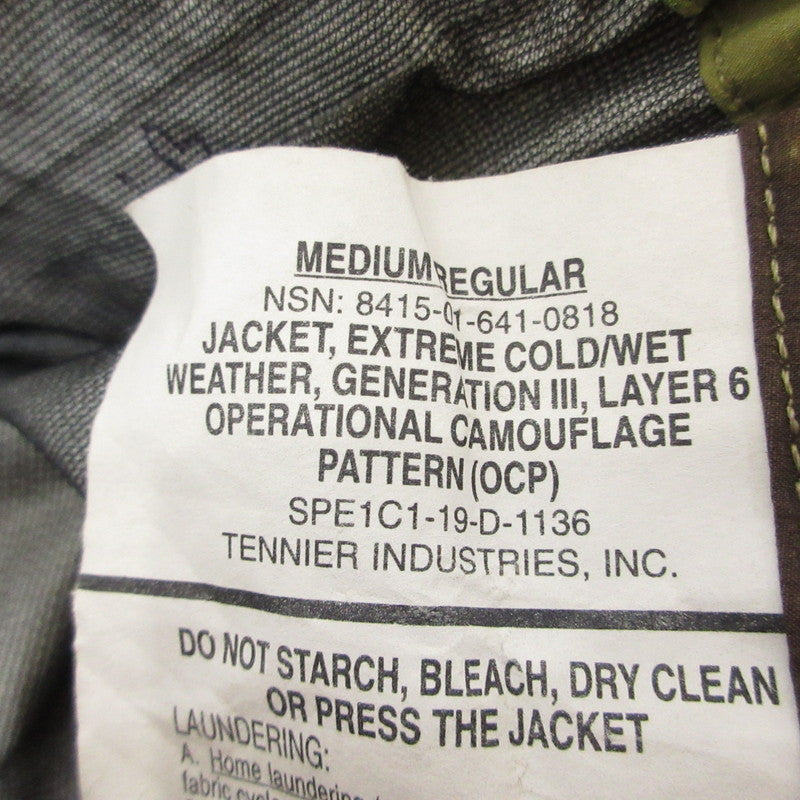 MEDIUM REGULAR
NSN: 8415-01-641-0818
JACKET, EXTREME COLD/WET
WEATHER, GENERATION III, LAYER 6
OPERATIONAL CAMOUFLAGE
PATTERN (OCP)
SPE1C1-19-D-1136
TENNIER INDUSTRIES, INC.
DO NOT STARCH, BLEACH, DRY CLEAN
OR PRESS THE JACKET
LAUNDERING:
A. Home laundering
fabric cycle